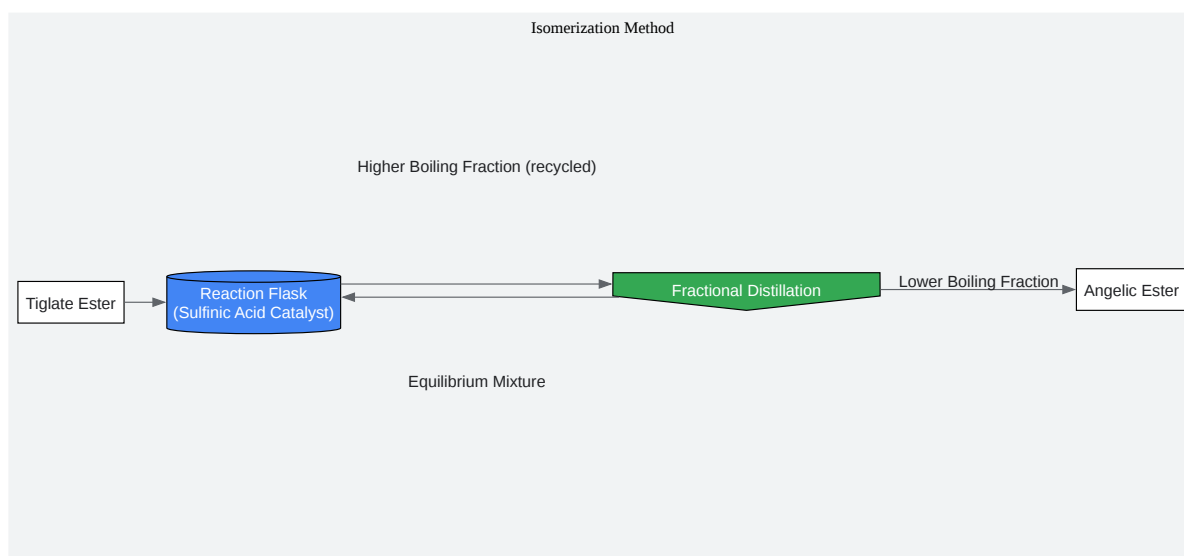 Isomerization Method
Higher Boiling Fraction (recycled)
Tiglate Ester
Reaction Flask
(Sulfinic Acid Catalyst)
Fractional Distillation
Lower Boiling Fraction
Angelic Ester
Equilibrium Mixture